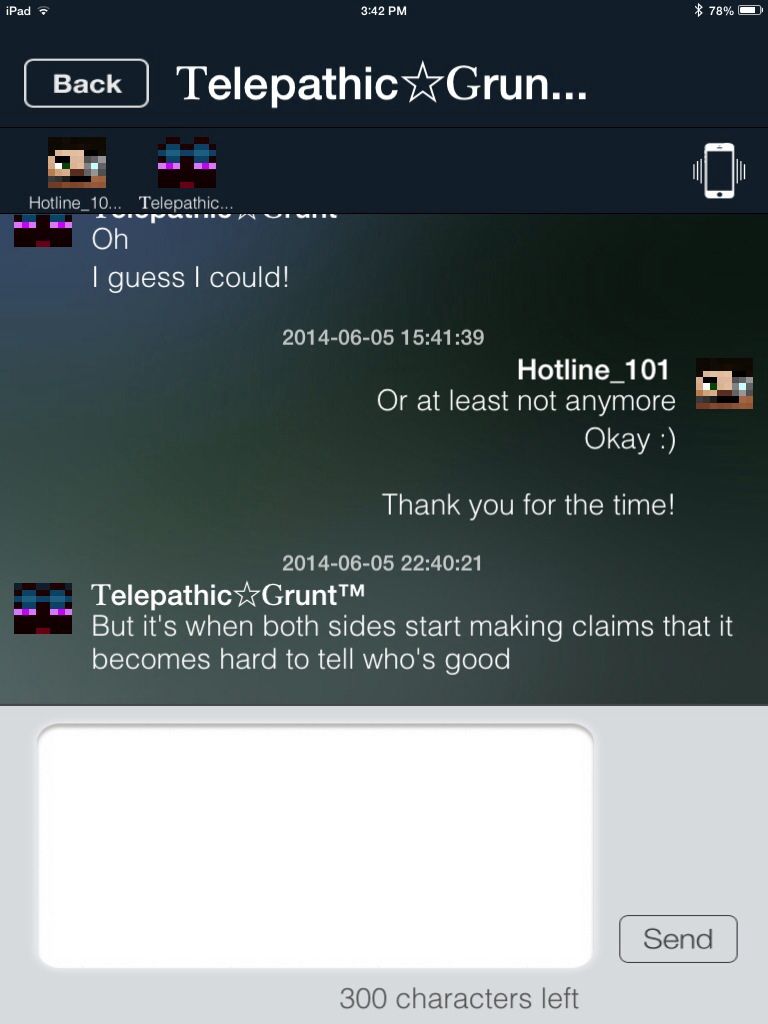 iPad 3:42 PM 78%
Back Telepathic☆Grun...
Hotline_10... Telepathic...
Telepathic☆Grunt
Oh
I guess I could!
2014-06-05 15:41:39
Hotline_101
Or at least not anymore
Okay :)
Thank you for the time!
2014-06-05 22:40:21
Telepathic☆Grunt™
But it's when both sides start making claims that it
becomes hard to tell who's good
Send
300 characters left